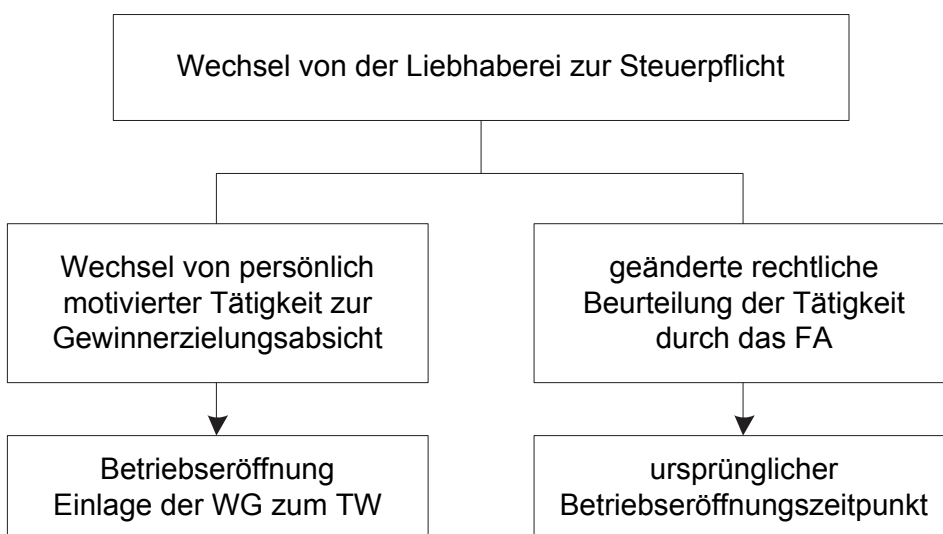 Wechsel von der Liebhaberei zur Steuerpflicht
Wechsel von persönlich
motivierter Tätigkeit zur
Gewinnerzielungsabsicht
geänderte rechtliche
Beurteilung der Tätigkeit
durch das FA
Betriebseröffnung
Einlage der WG zum TW
ursprünglicher
Betriebseröffnungszeitpunkt